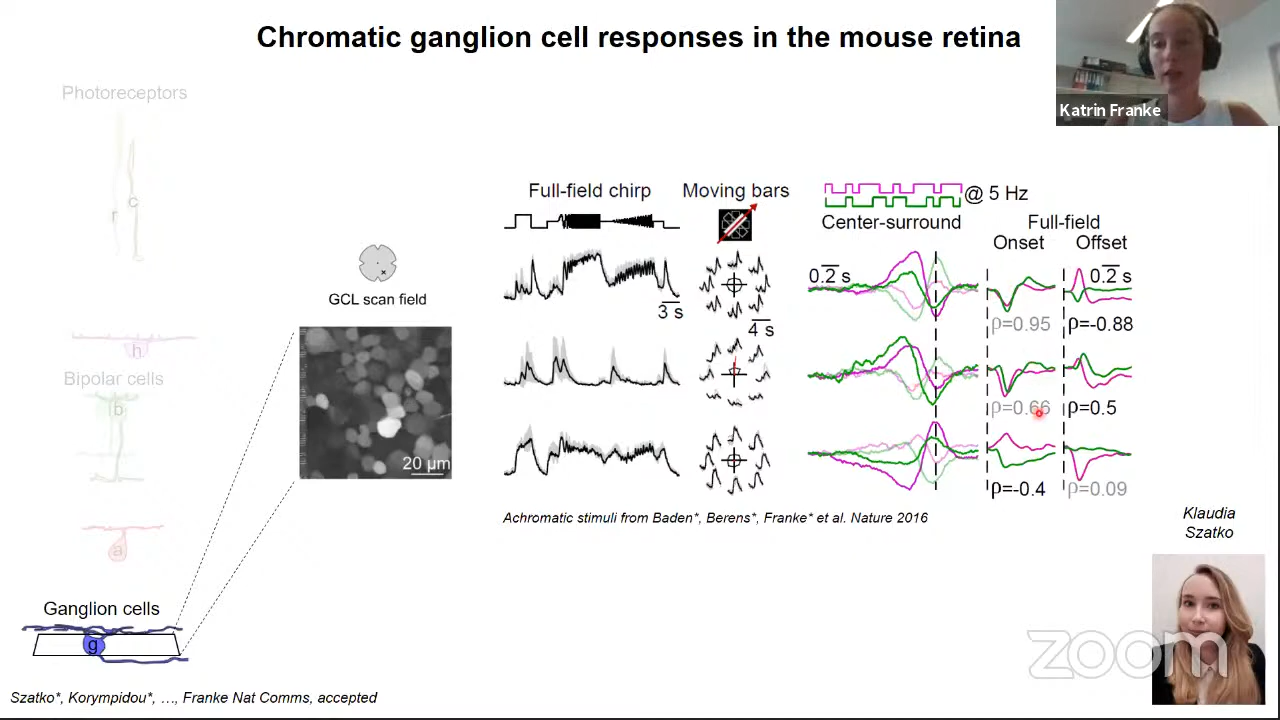 Chromatic ganglion cell responses in the mouse retina
Katrin Franke
Photoreceptors
r
c
h
Bipolar cells
b
a
Ganglion cells
g
GCL scan field
20 µm
Full-field chirp
Moving bars
@ 5 Hz
Center-surround
Full-field
Onset
Offset
0.2 s
0.2 s
3 s
ρ=0.95
ρ=-0.88
4 s
ρ=0.66
ρ=0.5
ρ=-0.4
ρ=0.09
Achromatic stimuli from Baden*, Berens*, Franke* et al. Nature 2016
Klaudia
Szatko
zoom
Szatko*, Korympidou*, …, Franke Nat Comms, accepted